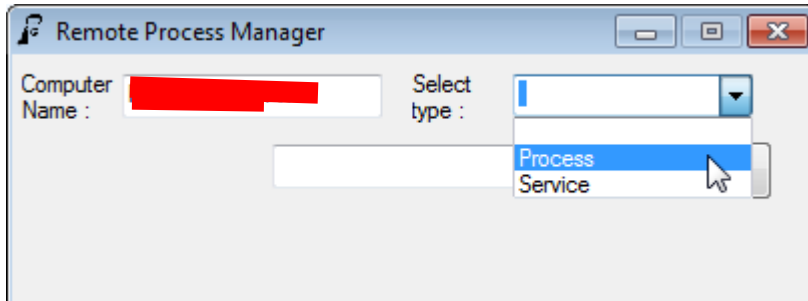 Remote Process Manager
Computer
Name :
Select
type :
Process
Service